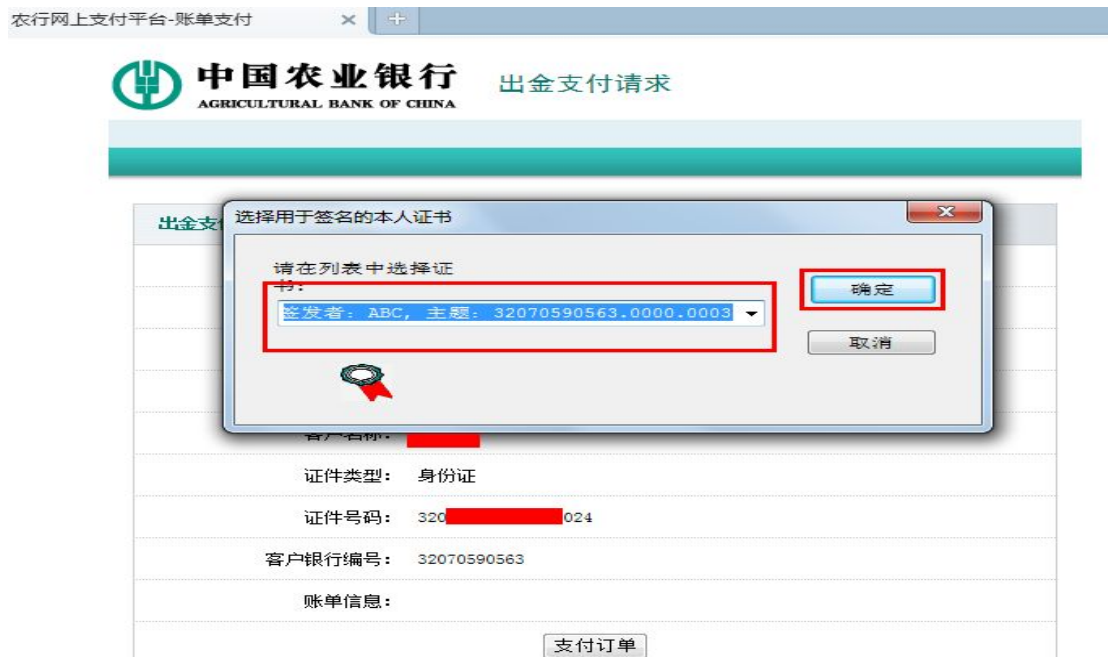 农行网上支付平台-账单支付
中国农业银行
AGRICULTURAL BANK OF CHINA
出金支付请求
出金支付
选择用于签名的本人证书
请在列表中选择证
书:
签发者: ABC, 主题: 32070590563.0000.0003
确定
取消
客户名称:
证件类型: 身份证
证件号码: 320 024
客户银行编号: 32070590563
账单信息:
支付订单